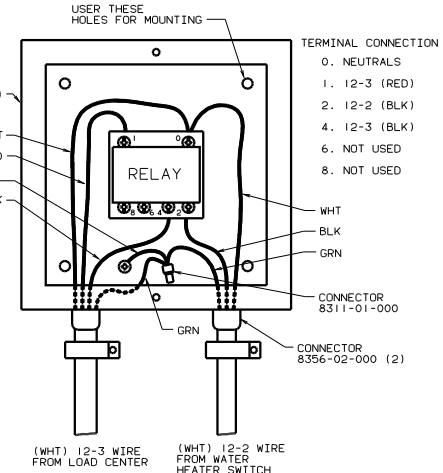 USER THESE
HOLES FOR MOUNTING
TERMINAL CONNECTION
0. NEUTRALS
1. 12-3 (RED)
2. 12-2 (BLK)
4. 12-3 (BLK)
6. NOT USED
8. NOT USED
1 0
RELAY
8 6 4 2
WHT
BLK
GRN
CONNECTOR
8311-01-000
GRN
CONNECTOR
8356-02-000 (2)
(WHT) 12-3 WIRE
FROM LOAD CENTER
(WHT) 12-2 WIRE
FROM WATER
HEATER SWITCH